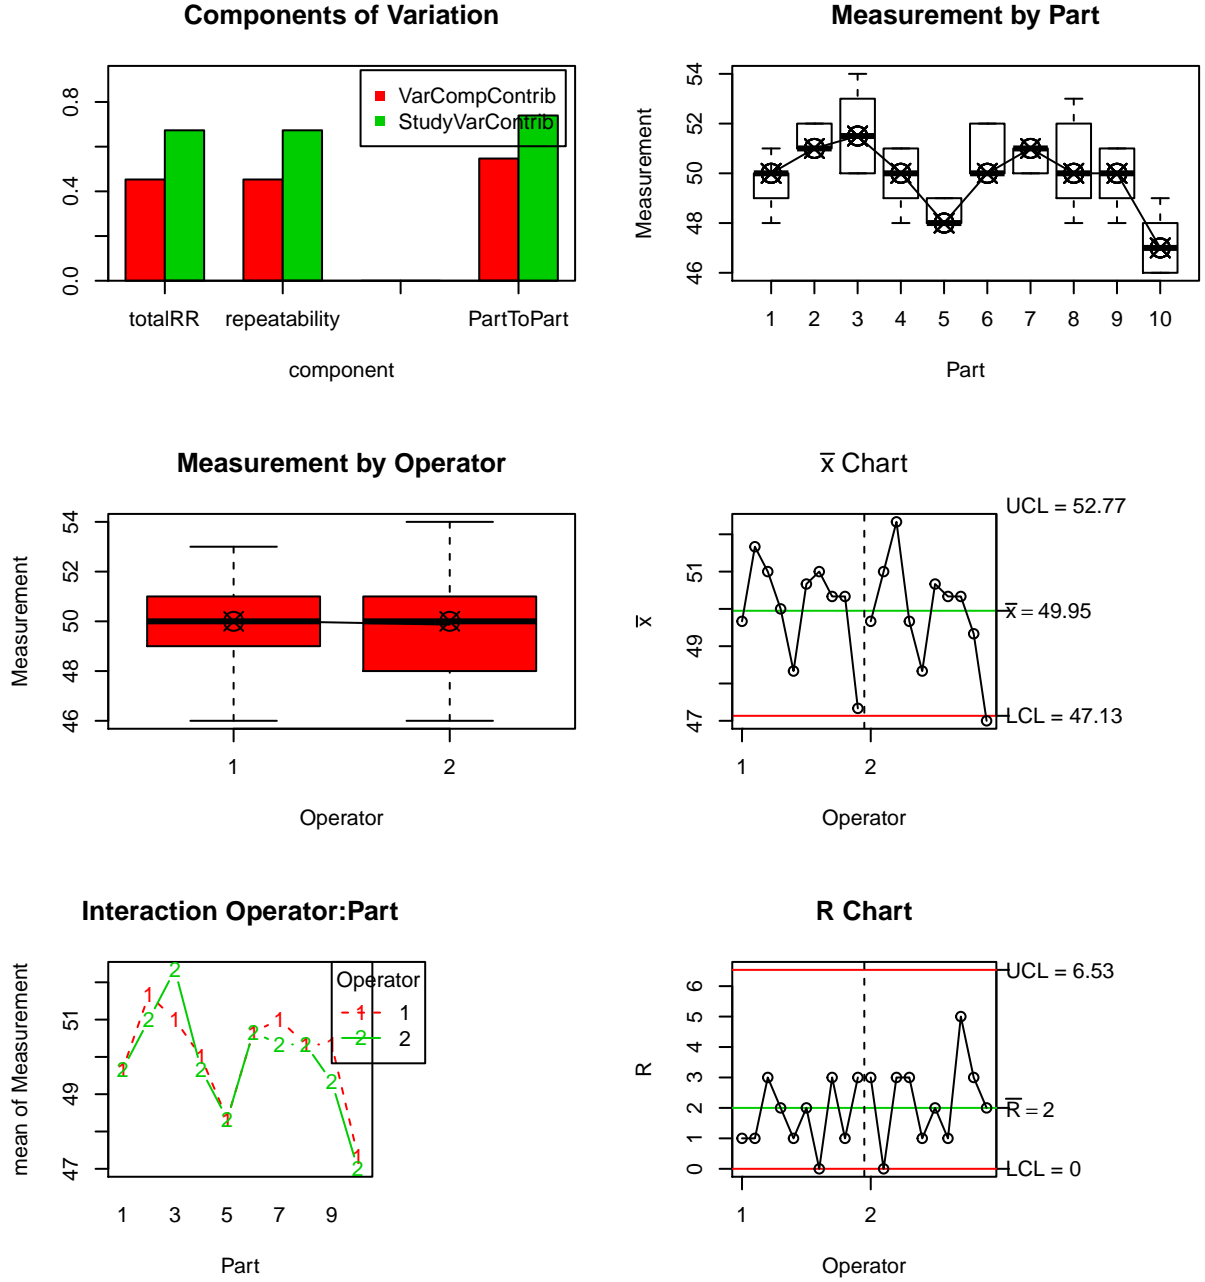 Components of Variation
VarCompContrib
StudyVarContrib
0.0 0.4 0.8
totalRR repeatability PartToPart
component
Measurement by Part
Measurement
46 48 50 52 54
1 2 3 4 5 6 7 8 9 10
Part
Measurement by Operator
Measurement
46 48 50 52 54
1 2
Operator
x̅ Chart
x̅
47 49 51
UCL = 52.77
x̿ = 49.95
LCL = 47.13
1 2
Operator
Interaction Operator:Part
mean of Measurement
47 49 51
Operator
1 1
2 2
1 3 5 7 9
Part
R Chart
R
0 1 2 3 4 5 6
UCL = 6.53
R̅ = 2
LCL = 0
1 2
Operator